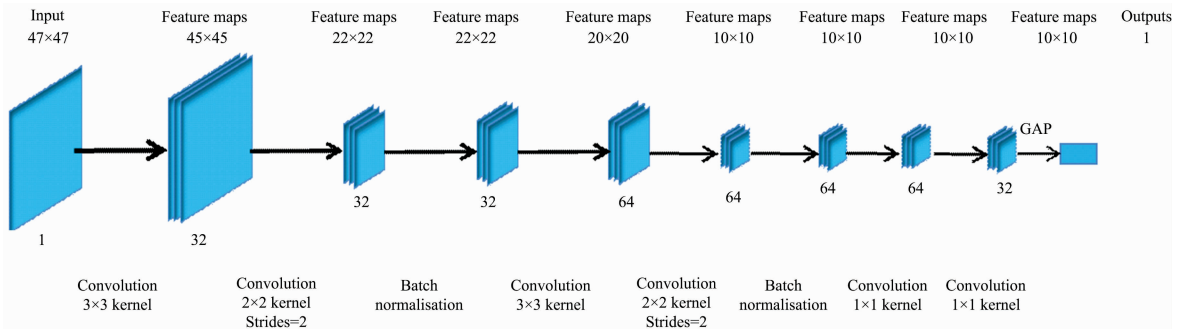 Input
47×47
Feature maps
45×45
Feature maps
22×22
Feature maps
22×22
Feature maps
20×20
Feature maps
10×10
Feature maps
10×10
Feature maps
10×10
Feature maps
10×10
Outputs
1
GAP
1
32
32
32
64
64
64
64
32
Convolution
3×3 kernel
Convolution
2×2 kernel
Strides=2
Batch
normalisation
Convolution
3×3 kernel
Convolution
2×2 kernel
Strides=2
Batch
normalisation
Convolution
1×1 kernel
Convolution
1×1 kernel